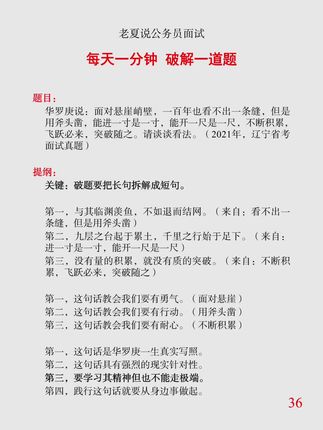 老夏说公务员面试
每天一分钟 破解一道题
题目：
华罗庚说：面对悬崖峭壁，一百年也看不出一条缝，但是
用斧头凿，能进一寸是一寸，能开一尺是一尺，不断积累，
飞跃必来，突破随之。请谈谈看法。（2021年，辽宁省考
面试真题）
提纲：
关键：破题要把长句拆解成短句。
第一，与其临渊羡鱼，不如退而结网。（来自：看不出一
条缝，但是用斧头凿）
第二，九层之台起于累土，千里之行始于足下。（来自：
进一寸是一寸，能开一尺是一尺）
第三，没有量的积累，就没有质的突破。（来自：不断积
累，飞跃必来，突破随之）
第一，这句话教会我们要有勇气。（面对悬崖）
第二，这句话教会我们要有行动。（用斧头凿）
第三，这句话教会我们要有耐心。（不断积累）
第一，这句话是华罗庚一生真实写照。
第二，这句话具有强烈的现实针对性。
第三，要学习其精神但也不能走极端。
第四，践行这句话就要从身边事做起。
36